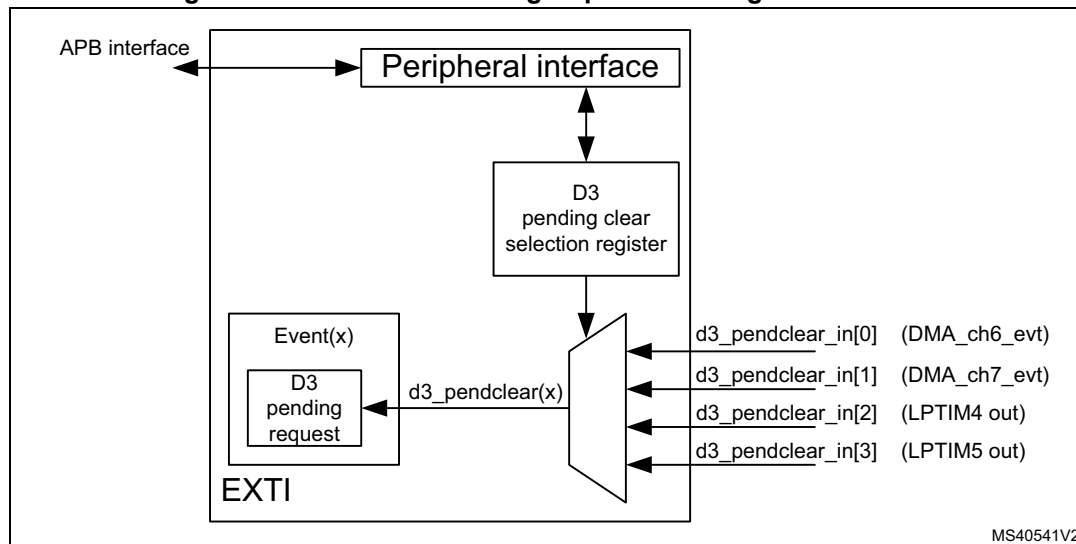 APB interface
Peripheral interface
D3
pending clear
selection register
Event(x)
D3
pending
request
d3_pendclear(x)
d3_pendclear_in[0] (DMA_ch6_evt)
d3_pendclear_in[1] (DMA_ch7_evt)
d3_pendclear_in[2] (LPTIM4 out)
d3_pendclear_in[3] (LPTIM5 out)
EXTI
MS40541V2